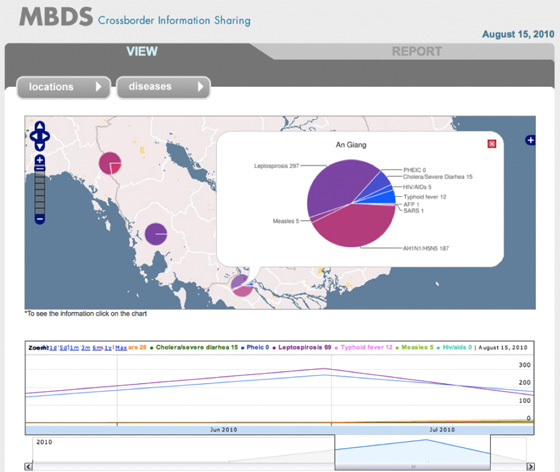 MBDS Crossborder Information Sharing
August 15, 2010
VIEW
REPORT
locations
diseases
An Giang
Leptospirosis 297
PHEIC 0
Cholera/Severe Diarhea 15
HIV/AIDs 5
Typhoid fever 12
AFP 1
SARS 1
Measles 5
AH1N1/H5N5 187
*To see the information click on the chart
Zoom: 1d 5d 1m 3m 6m 1y Max are 26 ● Cholera/severe diarrhea 15 ● Pheic 0 ● Leptospirosis 69 ● Typhoid fever 12 ● Measles 5 ● Hiv/aids 0 | August 15, 2010
300
200
100
0
Jun 2010
Jul 2010
2010